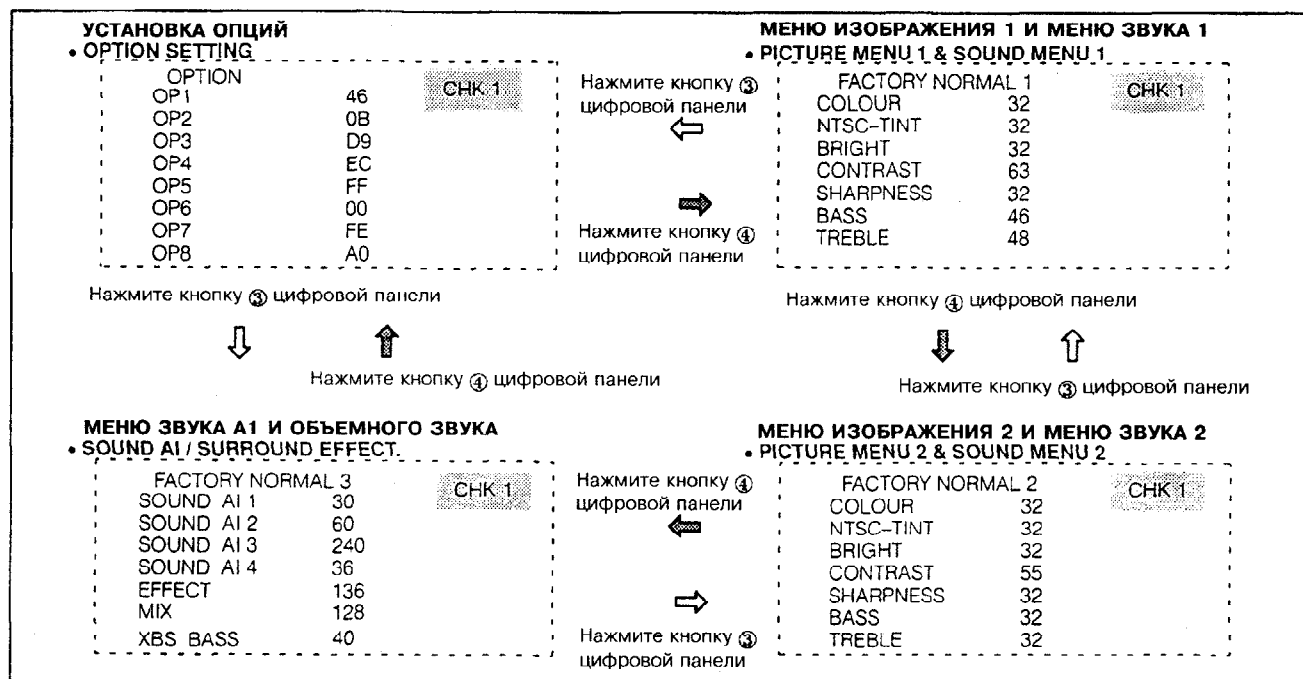 УСТАНОВКА ОПЦИЙ
• OPTION SETTING
OPTION
CHK 1
OP1 46
OP2 0B
OP3 D9
OP4 EC
OP5 FF
OP6 00
OP7 FE
OP8 A0
Нажмите кнопку ③
цифровой панели
Нажмите кнопку ④
цифровой панели
МЕНЮ ИЗОБРАЖЕНИЯ 1 И МЕНЮ ЗВУКА 1
• PICTURE MENU 1 & SOUND MENU 1
FACTORY NORMAL 1
CHK 1
COLOUR 32
NTSC-TINT 32
BRIGHT 32
CONTRAST 63
SHARPNESS 32
BASS 46
TREBLE 48
Нажмите кнопку ③ цифровой панели
Нажмите кнопку ④ цифровой панели
Нажмите кнопку ④ цифровой панели
Нажмите кнопку ③ цифровой панели
МЕНЮ ЗВУКА А1 И ОБЪЕМНОГО ЗВУКА
• SOUND AI / SURROUND EFFECT.
FACTORY NORMAL 3
CHK 1
SOUND AI 1 30
SOUND AI 2 60
SOUND AI 3 240
SOUND AI 4 36
EFFECT 136
MIX 128
XBS BASS 40
Нажмите кнопку ④
цифровой панели
Нажмите кнопку ③
цифровой панели
МЕНЮ ИЗОБРАЖЕНИЯ 2 И МЕНЮ ЗВУКА 2
• PICTURE MENU 2 & SOUND MENU 2
FACTORY NORMAL 2
CHK 1
COLOUR 32
NTSC-TINT 32
BRIGHT 32
CONTRAST 55
SHARPNESS 32
BASS 32
TREBLE 32